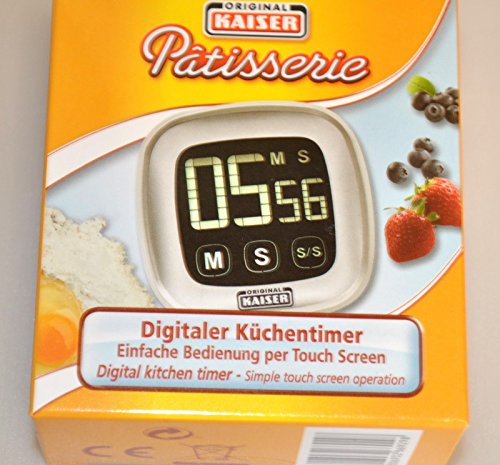 ORIGINAL
KAISER
Pâtisserie
M S
05 56
M S S/S
ORIGINAL
KAISER
Digitaler Küchentimer
Einfache Bedienung per Touch Screen
Digital kitchen timer - Simple touch screen operation
CE